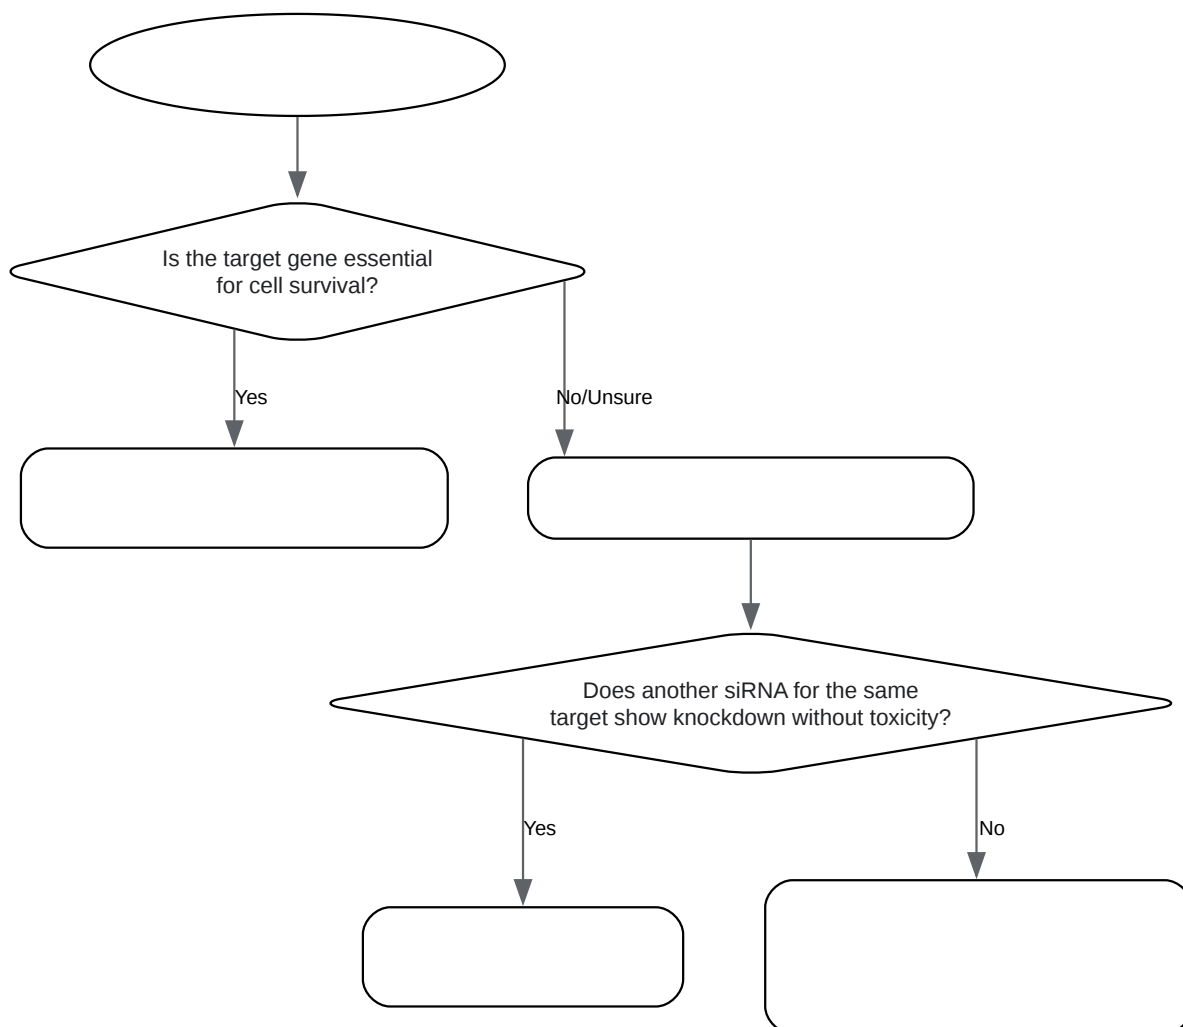 Is the target gene essential
for cell survival?
Yes
No/Unsure
Does another siRNA for the same
target show knockdown without toxicity?
Yes
No